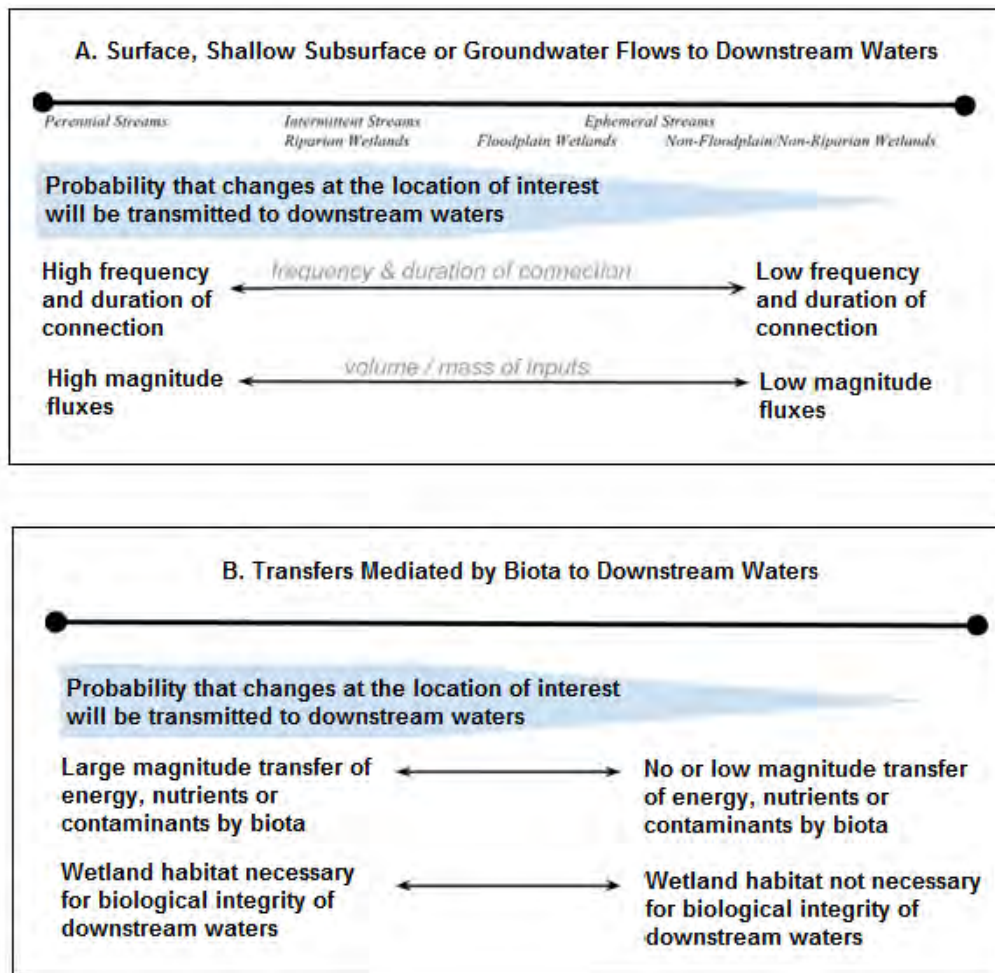 A. Surface, Shallow Subsurface or Groundwater Flows to Downstream Waters
Perennial Streams Intermittent Streams Ephemeral Streams
Riparian Wetlands Floodplain Wetlands Non-Floodplain/Non-Riparian Wetlands
Probability that changes at the location of interest
will be transmitted to downstream waters
High frequency
and duration of
connection
frequency & duration of connection
Low frequency
and duration of
connection
High magnitude
fluxes
volume / mass of inputs
Low magnitude
fluxes
B. Transfers Mediated by Biota to Downstream Waters
Probability that changes at the location of interest
will be transmitted to downstream waters
Large magnitude transfer of
energy, nutrients or
contaminants by biota
No or low magnitude transfer
of energy, nutrients or
contaminants by biota
Wetland habitat necessary
for biological integrity of
downstream waters
Wetland habitat not necessary
for biological integrity of
downstream waters